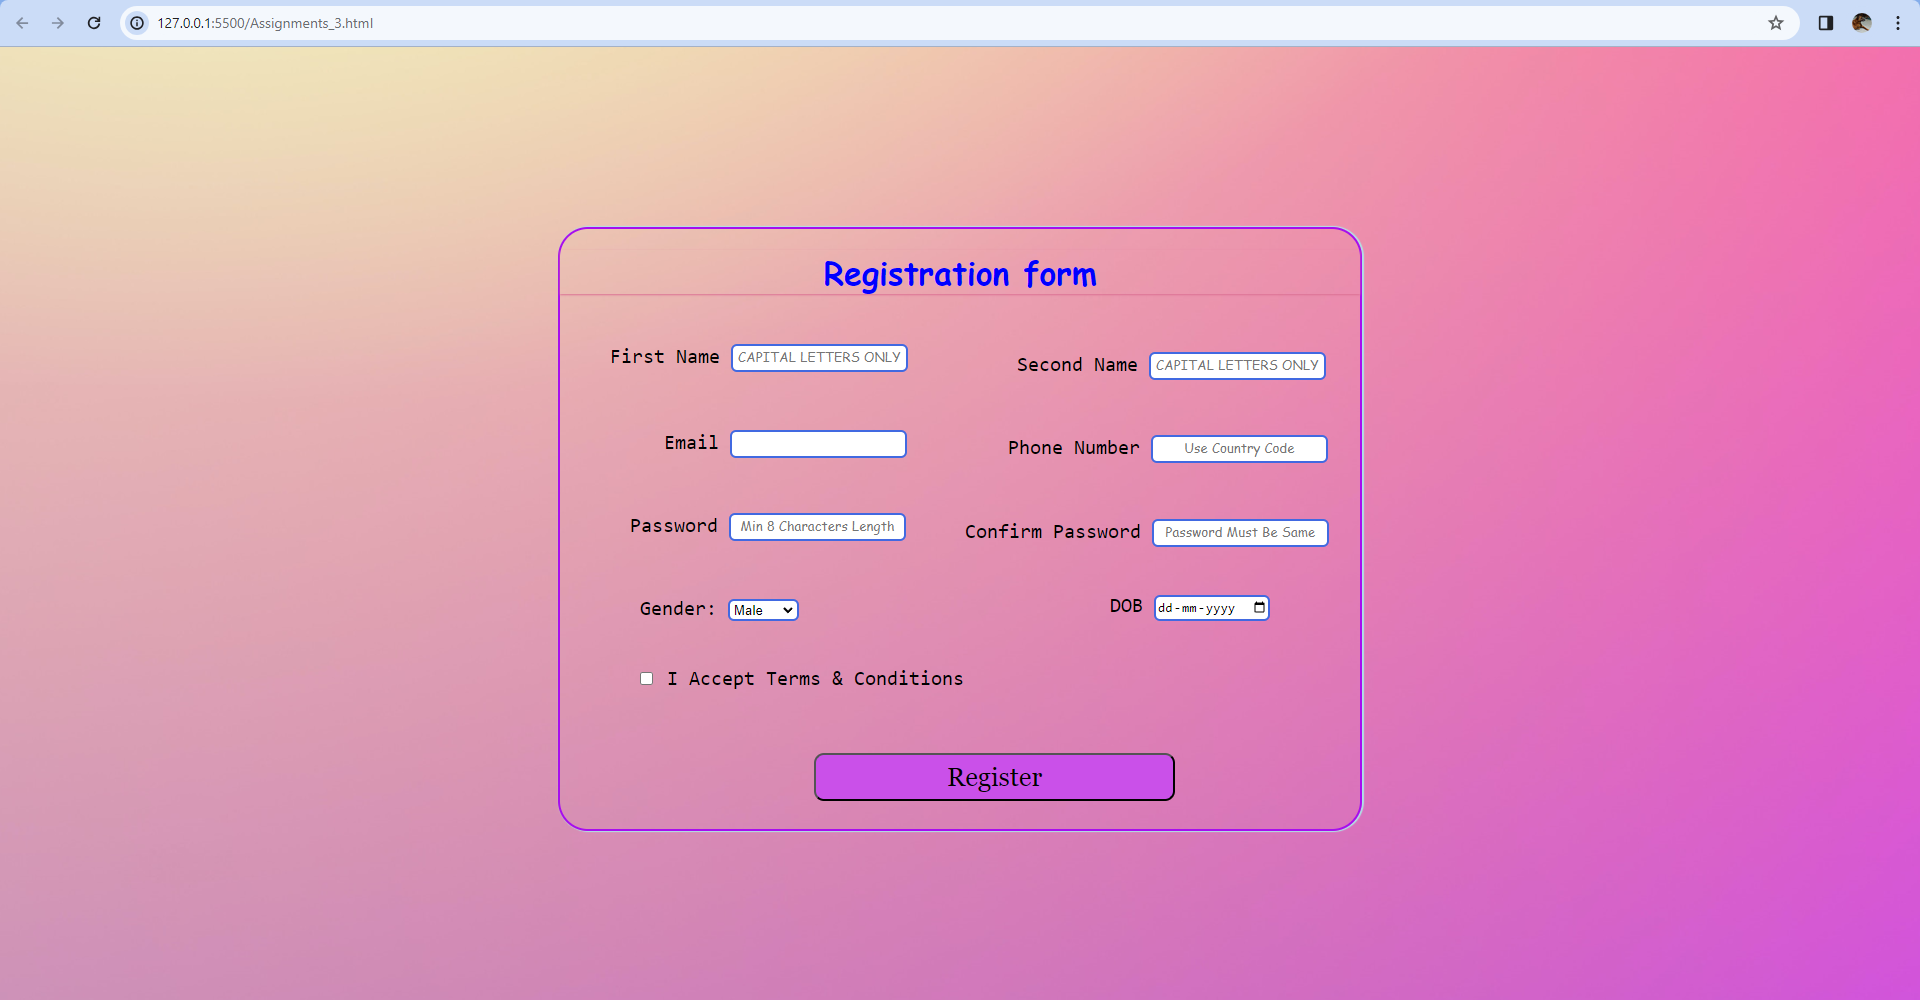 127.0.0.1:5500/Assignments_3.html
Registration form
First Name CAPITAL LETTERS ONLY
Second Name CAPITAL LETTERS ONLY
Email
Phone Number Use Country Code
Password Min 8 Characters Length
Confirm Password Password Must Be Same
Gender: Male
DOB dd-mm-yyyy
I Accept Terms & Conditions
Register